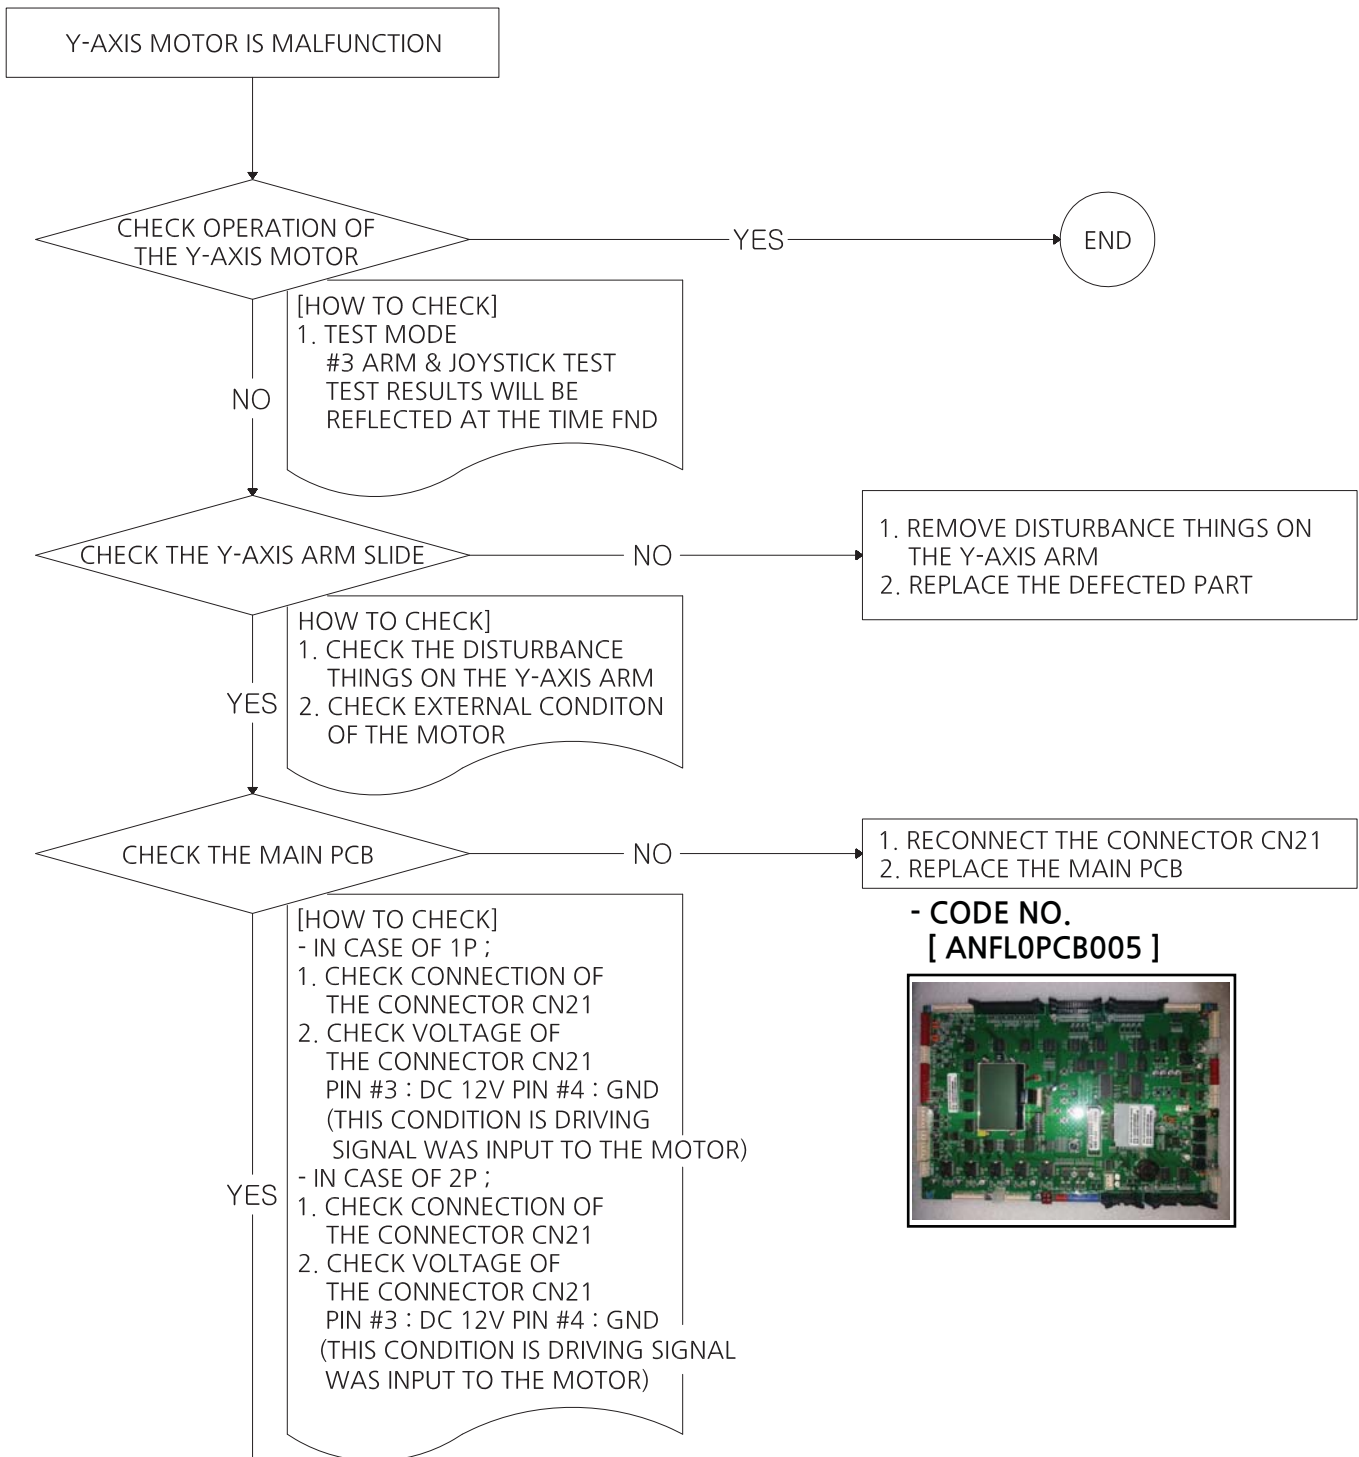 Y-AXIS MOTOR IS MALFUNCTION
CHECK OPERATION OF
THE Y-AXIS MOTOR
YES
END
[HOW TO CHECK]
1. TEST MODE
#3 ARM & JOYSTICK TEST
TEST RESULTS WILL BE
REFLECTED AT THE TIME FND
NO
CHECK THE Y-AXIS ARM SLIDE
NO
1. REMOVE DISTURBANCE THINGS ON
THE Y-AXIS ARM
2. REPLACE THE DEFECTED PART
HOW TO CHECK]
1. CHECK THE DISTURBANCE
THINGS ON THE Y-AXIS ARM
2. CHECK EXTERNAL CONDITON
OF THE MOTOR
YES
CHECK THE MAIN PCB
NO
1. RECONNECT THE CONNECTOR CN21
2. REPLACE THE MAIN PCB
- CODE NO.
[ ANFL0PCB005 ]
[HOW TO CHECK]
- IN CASE OF 1P ;
1. CHECK CONNECTION OF
THE CONNECTOR CN21
2. CHECK VOLTAGE OF
THE CONNECTOR CN21
PIN #3 : DC 12V PIN #4 : GND
(THIS CONDITION IS DRIVING
SIGNAL WAS INPUT TO THE MOTOR)
- IN CASE OF 2P ;
1. CHECK CONNECTION OF
THE CONNECTOR CN21
2. CHECK VOLTAGE OF
THE CONNECTOR CN21
PIN #3 : DC 12V PIN #4 : GND
(THIS CONDITION IS DRIVING SIGNAL
WAS INPUT TO THE MOTOR)
YES